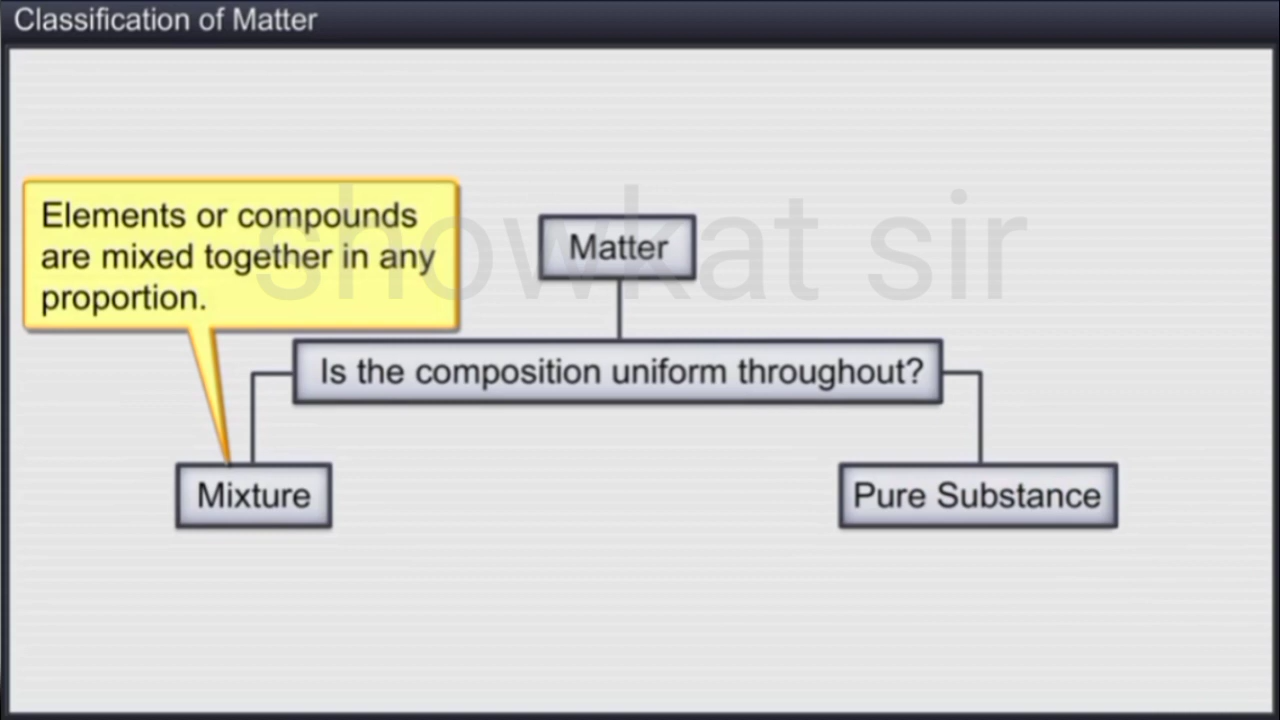 Classification of Matter
Elements or compounds
are mixed together in any
proportion.
showkat sir
Matter
Is the composition uniform throughout?
Mixture
Pure Substance